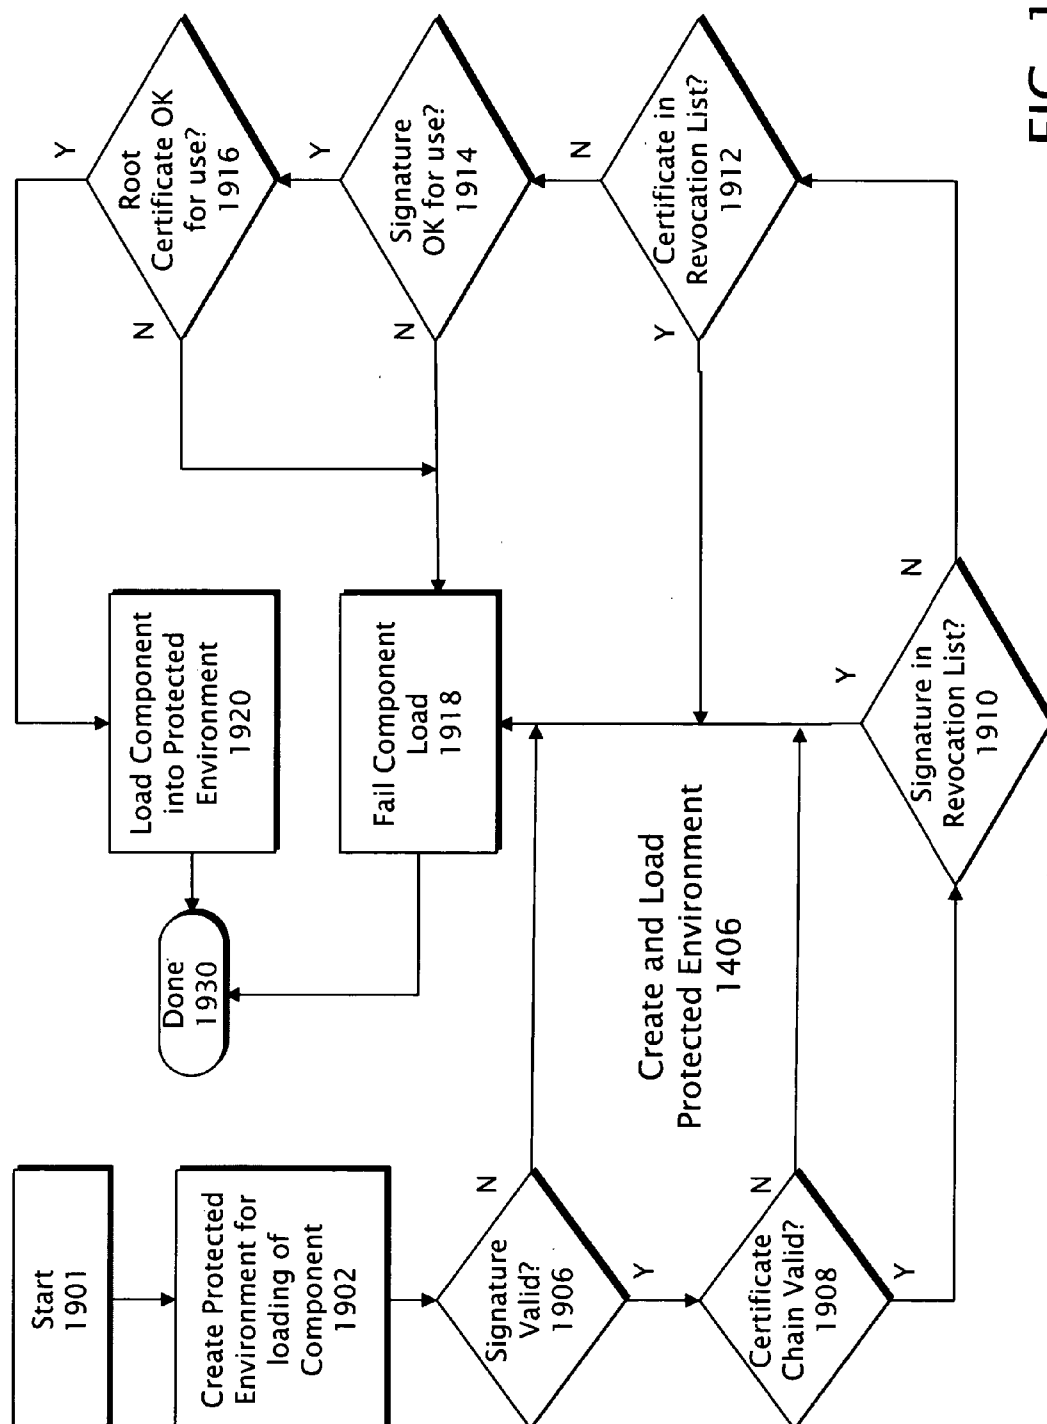 Start
1901
Create Protected
Environment for
loading of
Component
1902
Signature
Valid?
1906
N
Y
Certificate
Chain Valid?
1908
N
Y
Signature in
Revocation List?
1910
Y
N
Certificate in
Revocation List?
1912
Y
N
Signature
OK for use?
1914
N
Y
Root
Certificate OK
for use?
1916
N
Y
Fail Component
Load
1918
Load Component
into Protected
Environment
1920
Done
1930
Create and Load
Protected Environment
1406
FIG.